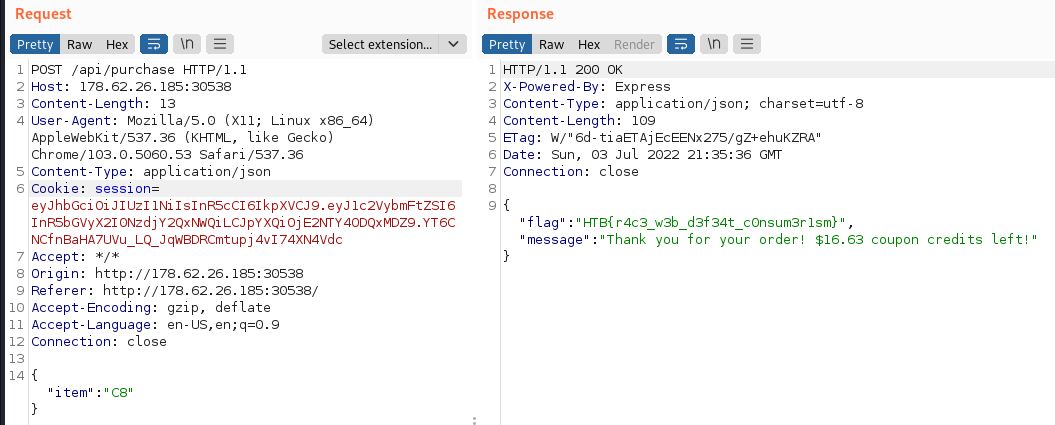 Request
Pretty Raw Hex \n Select extension...
1 POST /api/purchase HTTP/1.1
2 Host: 178.62.26.185:30538
3 Content-Length: 13
4 User-Agent: Mozilla/5.0 (X11; Linux x86_64)
AppleWebKit/537.36 (KHTML, like Gecko)
Chrome/103.0.5060.53 Safari/537.36
5 Content-Type: application/json
6 Cookie: session=
eyJhbGciOiJIUzI1NiIsInR5cCI6IkpXVCJ9.eyJ1c2VybmFtZSI6
InR5bGVyX2I0NzdjY2QxNWQiLCJpYXQiOjE2NTY4ODQxMDZ9.YT6C
NCfnBaHA7UVu_LQ_JqWBDRCmtupj4vI74XN4Vdc
7 Accept: */*
8 Origin: http://178.62.26.185:30538
9 Referer: http://178.62.26.185:30538/
10 Accept-Encoding: gzip, deflate
11 Accept-Language: en-US,en;q=0.9
12 Connection: close
13
14 {
"item":"C8"
}
Response
Pretty Raw Hex Render \n
1 HTTP/1.1 200 OK
2 X-Powered-By: Express
3 Content-Type: application/json; charset=utf-8
4 Content-Length: 109
5 ETag: W/"6d-tiaETAjEcEENx275/gZ+ehuKZRA"
6 Date: Sun, 03 Jul 2022 21:35:36 GMT
7 Connection: close
8
9 {
"flag":"HTB{r4c3_w3b_d3f34t_c0nsum3r1sm}",
"message":"Thank you for your order! $16.63 coupon credits left!"
}